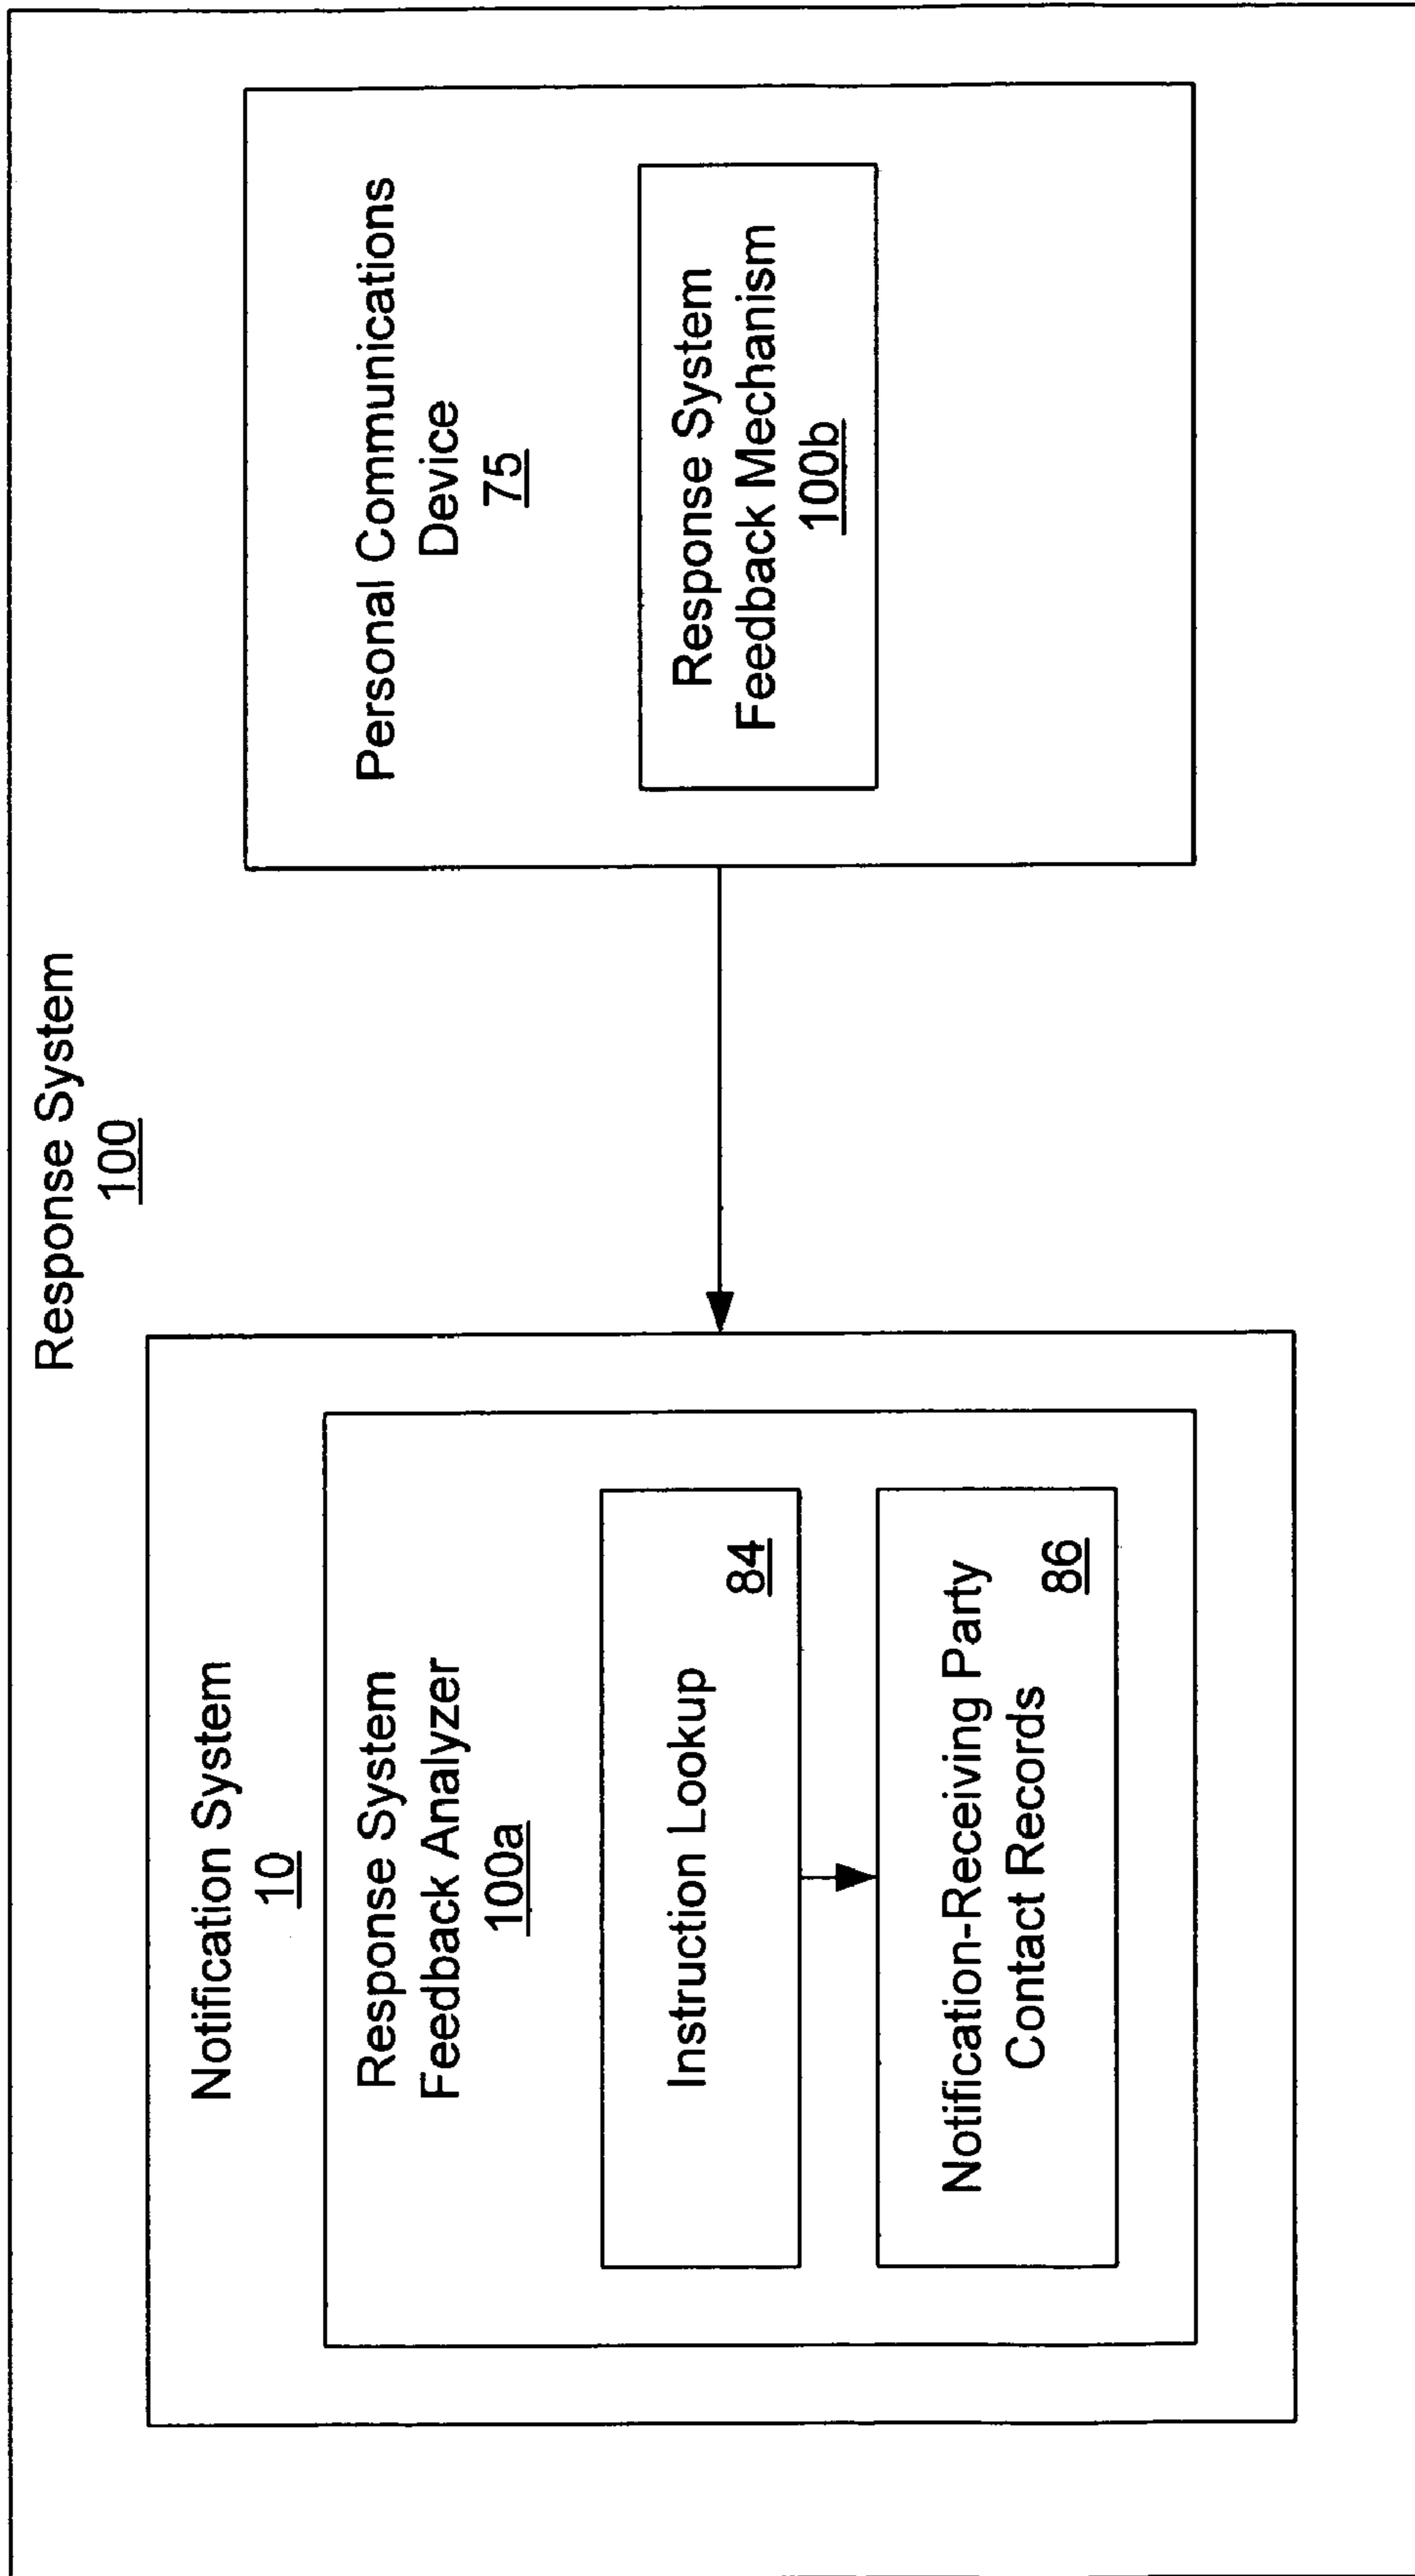 Response System
100
Notification System
10
Response System
Feedback Analyzer
100a
Instruction Lookup
84
Notification-Receiving Party
Contact Records
86
Personal Communications
Device
75
Response System
Feedback Mechanism
100b